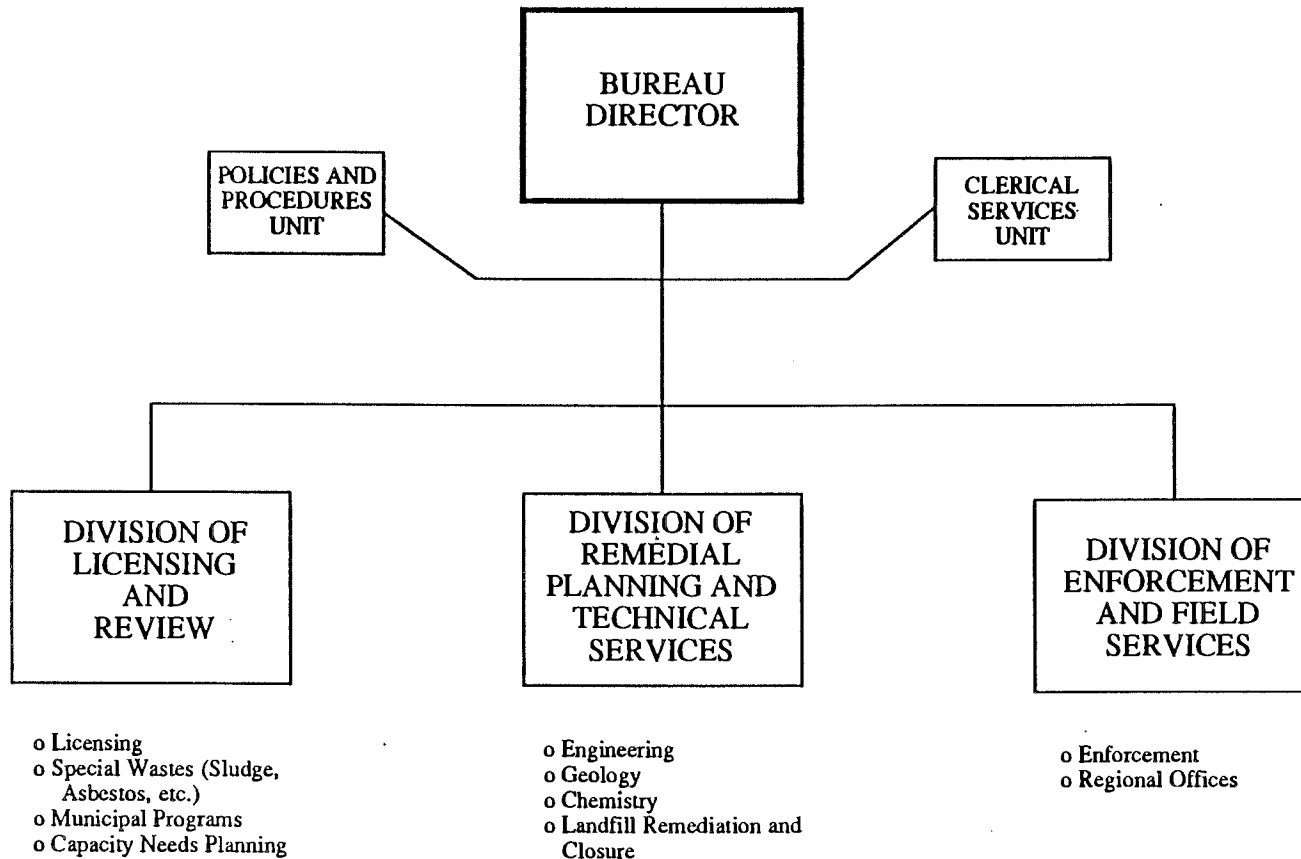 BUREAU
DIRECTOR
POLICIES AND
PROCEDURES
UNIT
CLERICAL
SERVICES
UNIT
DIVISION OF
LICENSING
AND
REVIEW
DIVISION OF
REMEDIAL
PLANNING AND
TECHNICAL
SERVICES
DIVISION OF
ENFORCEMENT
AND FIELD
SERVICES
o Licensing
o Special Wastes (Sludge,
Asbestos, etc.)
o Municipal Programs
o Capacity Needs Planning
o Engineering
o Geology
o Chemistry
o Landfill Remediation and
Closure
o Enforcement
o Regional Offices